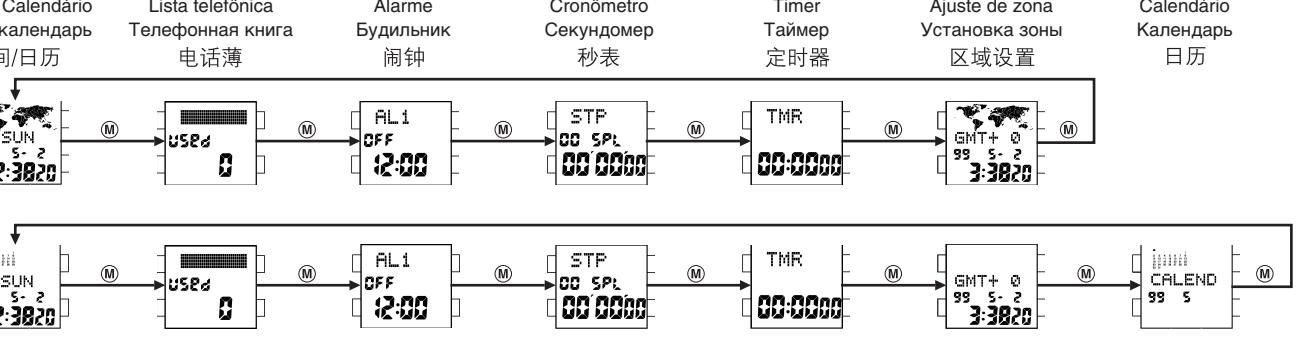 Calendário Lista telefônica Alarme Cronômetro Timer Ajuste de zona Calendário
календарь Телефонная книга Будильник Секундомер Таймер Установка зоны Календарь
间/日历 电话薄 闹钟 秒表 定时器 区域设置 日历
AL1 STP TMR
SUN M USEd M OFF M 00 SPL M M GMT+ 0 M
5- 2 99 5- 2
2:3820 0 12:00 00'00'00 00:0000 3:3820
AL1 STP TMR
SUN M USEd M OFF M 00 SPL M M GMT+ 0 M CALEND M
5- 2 99 5- 2 99 5
2:3820 0 12:00 00'00'00 00:0000 3:3820